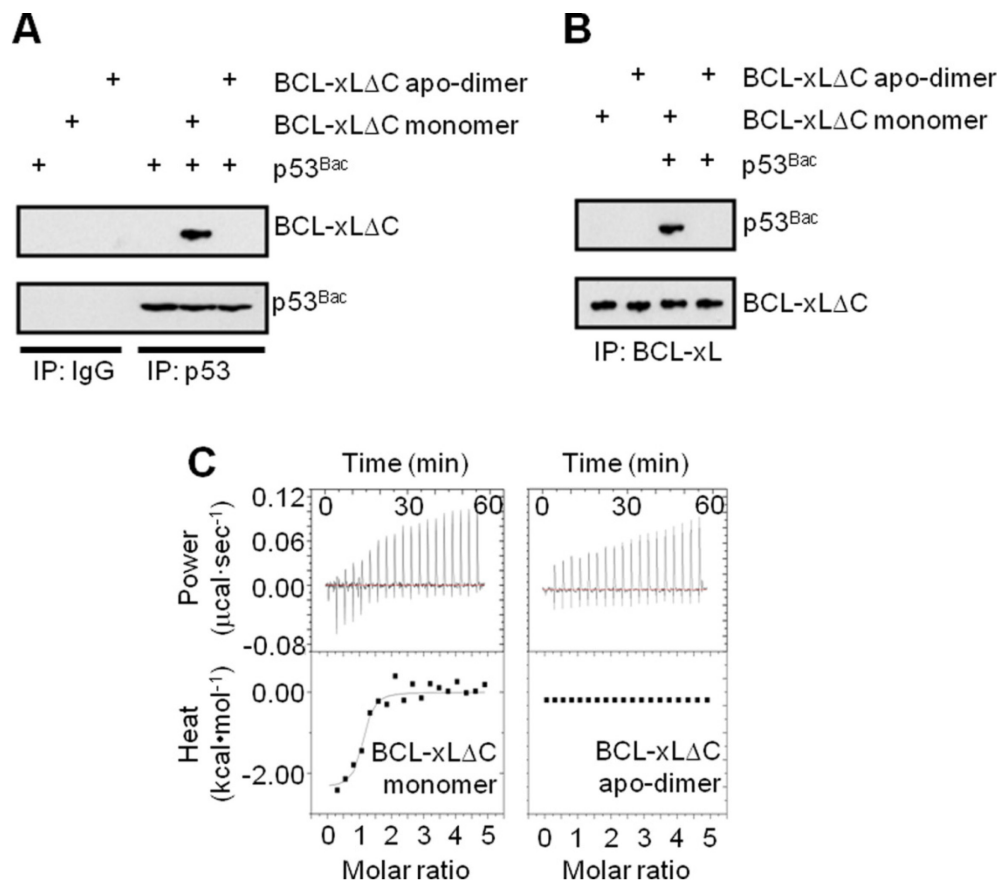 A
+ + BCL-xLΔC apo-dimer
+ + BCL-xLΔC monomer
+ + + + p53Bac
BCL-xLΔC
p53Bac
IP: IgG IP: p53
B
+ + BCL-xLΔC apo-dimer
+ + BCL-xLΔC monomer
+ + p53Bac
p53Bac
BCL-xLΔC
IP: BCL-xL
C
Time (min) Time (min)
0 30 60 0 30 60
Power
(μcal·sec-1)
0.12
0.06
0.00
-0.08
Heat
(kcal•mol-1)
0.00
-2.00
BCL-xLΔC
monomer
BCL-xLΔC
apo-dimer
0 1 2 3 4 5 0 1 2 3 4 5
Molar ratio Molar ratio